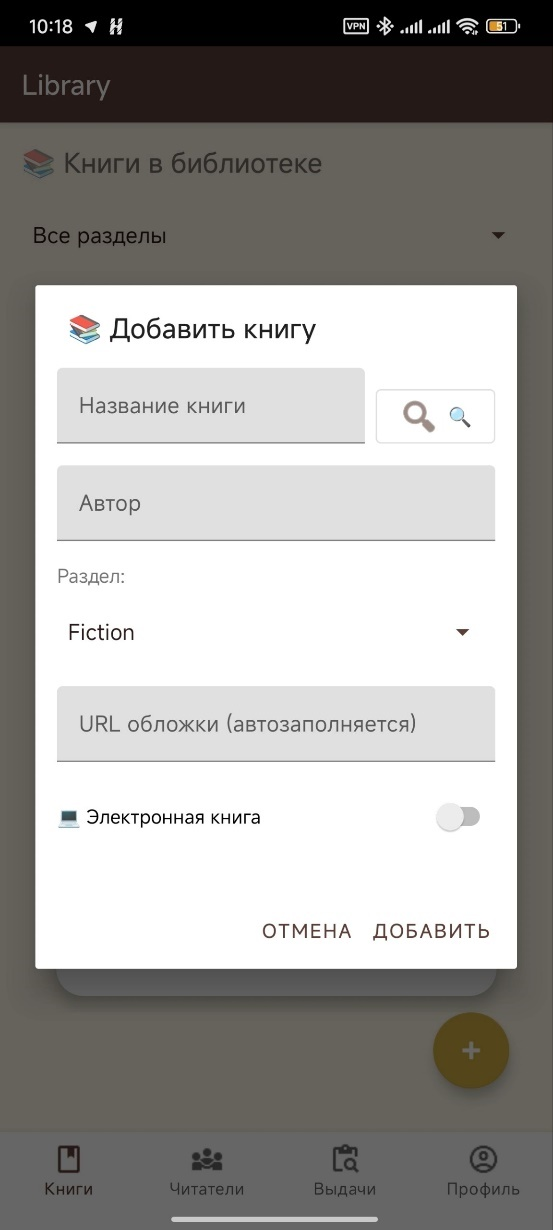 10:18
VPN
51
Library
📚 Книги в библиотеке
Все разделы
📚 Добавить книгу
Название книги
Автор
Раздел:
Fiction
URL обложки (автозаполняется)
💻 Электронная книга
ОТМЕНА ДОБАВИТЬ
+
Книги Читатели Выдачи Профиль